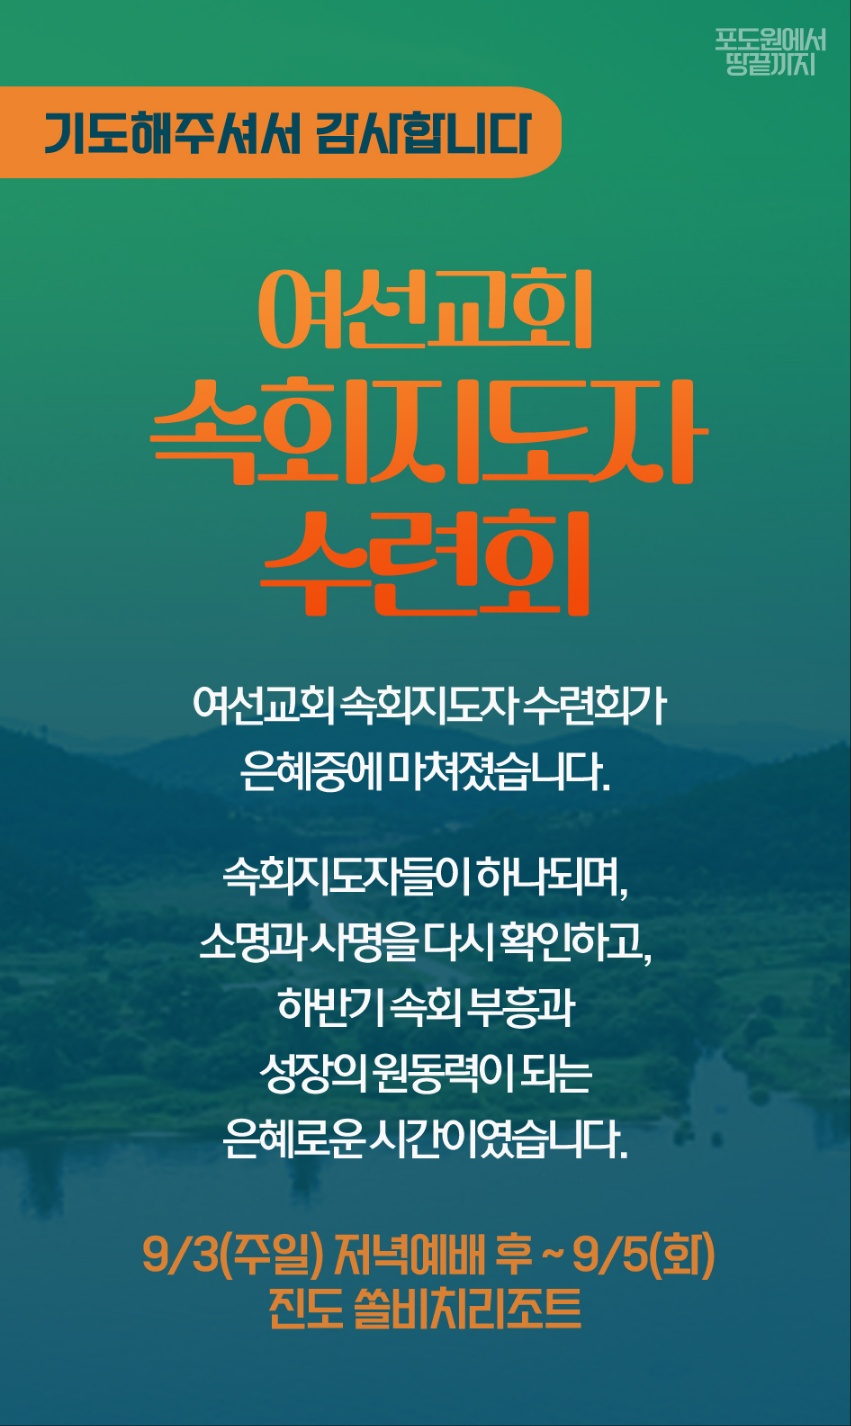 포도원에서
땅끝까지
기도해주셔서 감사합니다
여선교회
속회지도자
수련회
여선교회 속회지도자 수련회가
은혜중에 마쳐졌습니다.
속회지도자들이 하나되며,
소명과 사명을 다시 확인하고,
하반기 속회 부흥과
성장의 원동력이 되는
은혜로운 시간이였습니다.
9/3(주일) 저녁예배 후 ~ 9/5(화)
진도 쏠비치리조트